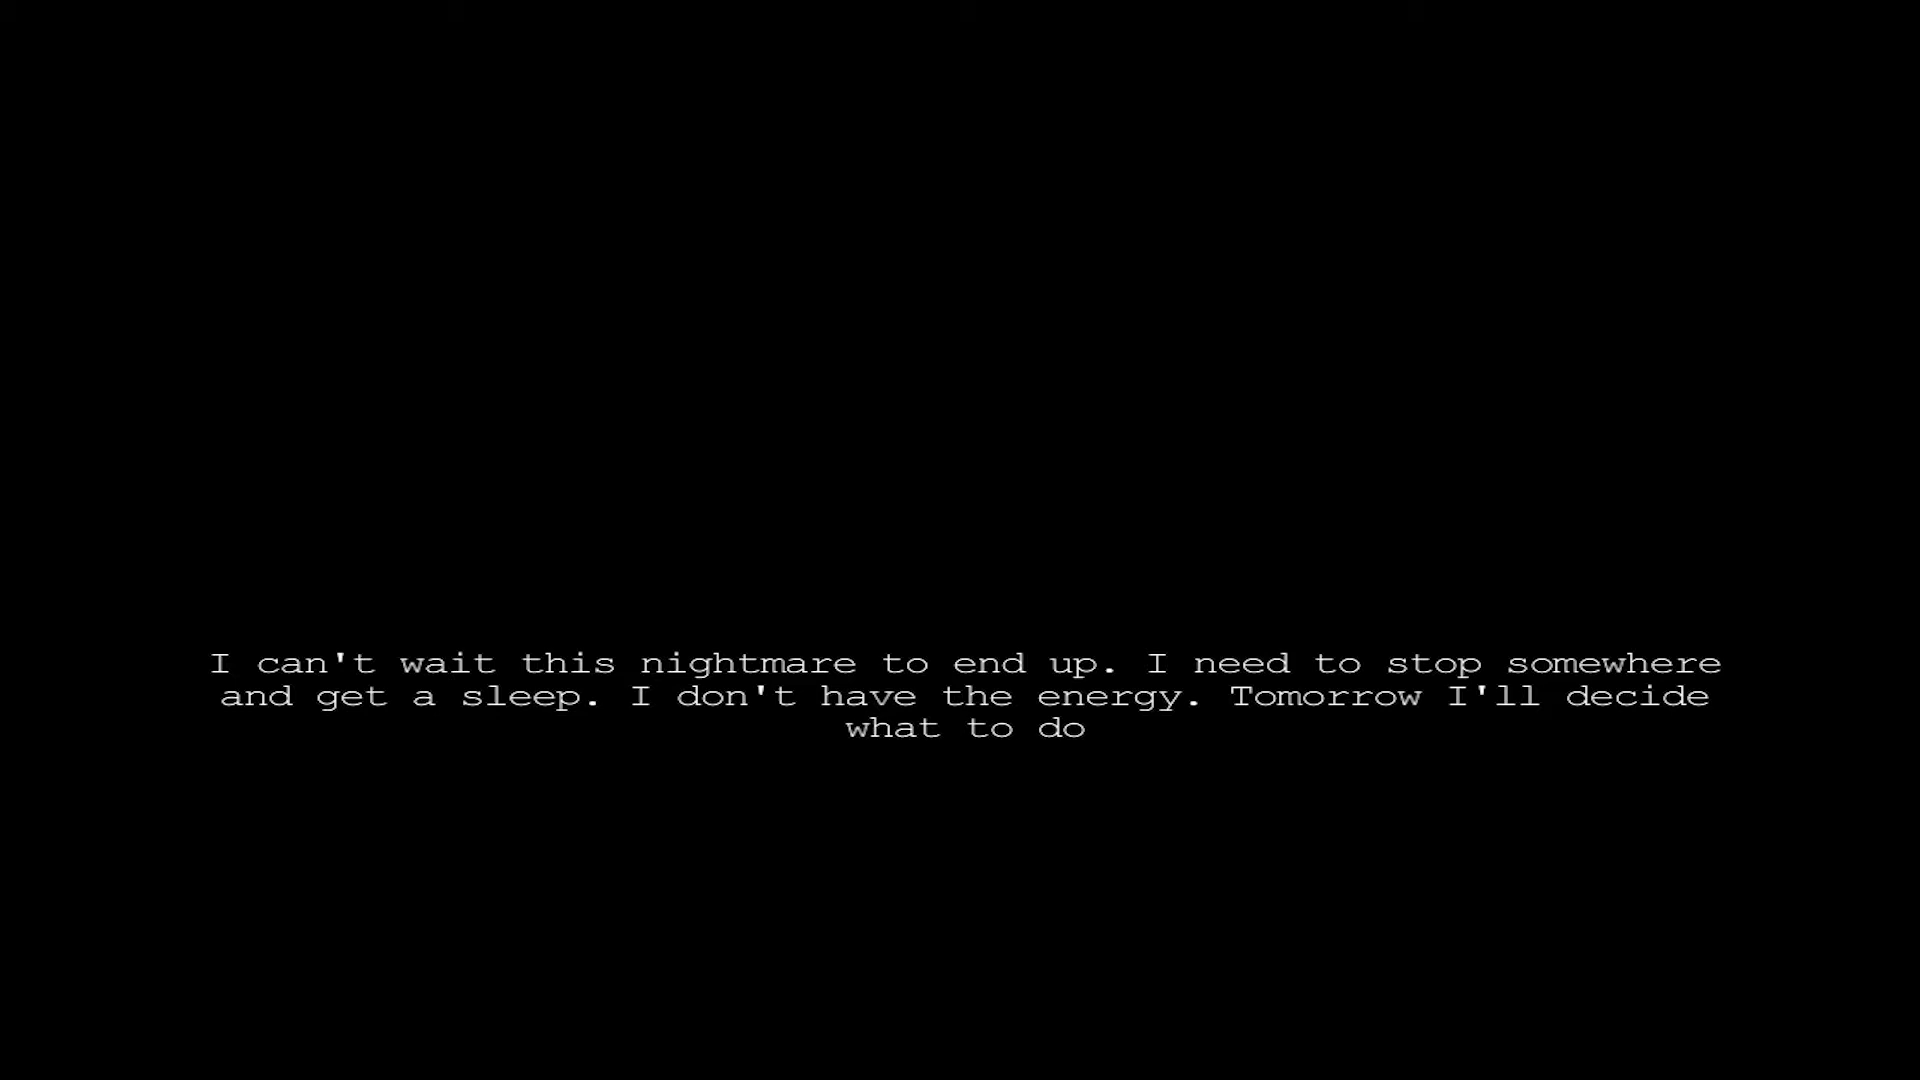 I can't wait this nightmare to end up. I need to stop somewhere
and get a sleep. I don't have the energy. Tomorrow I'll decide
what to do